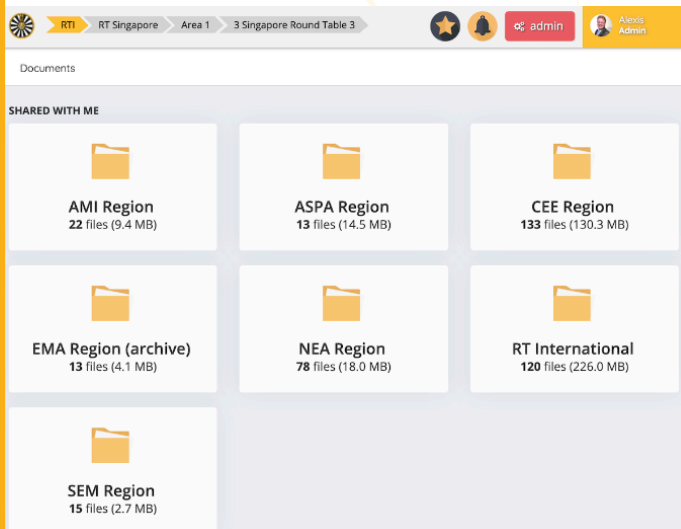 RTI RT Singapore Area 1 3 Singapore Round Table 3 admin Alexis
Admin
Documents
SHARED WITH ME
AMI Region ASPA Region CEE Region
22 files (9.4 MB) 13 files (14.5 MB) 133 files (130.3 MB)
EMA Region (archive) NEA Region RT International
13 files (4.1 MB) 78 files (18.0 MB) 120 files (226.0 MB)
SEM Region
15 files (2.7 MB)